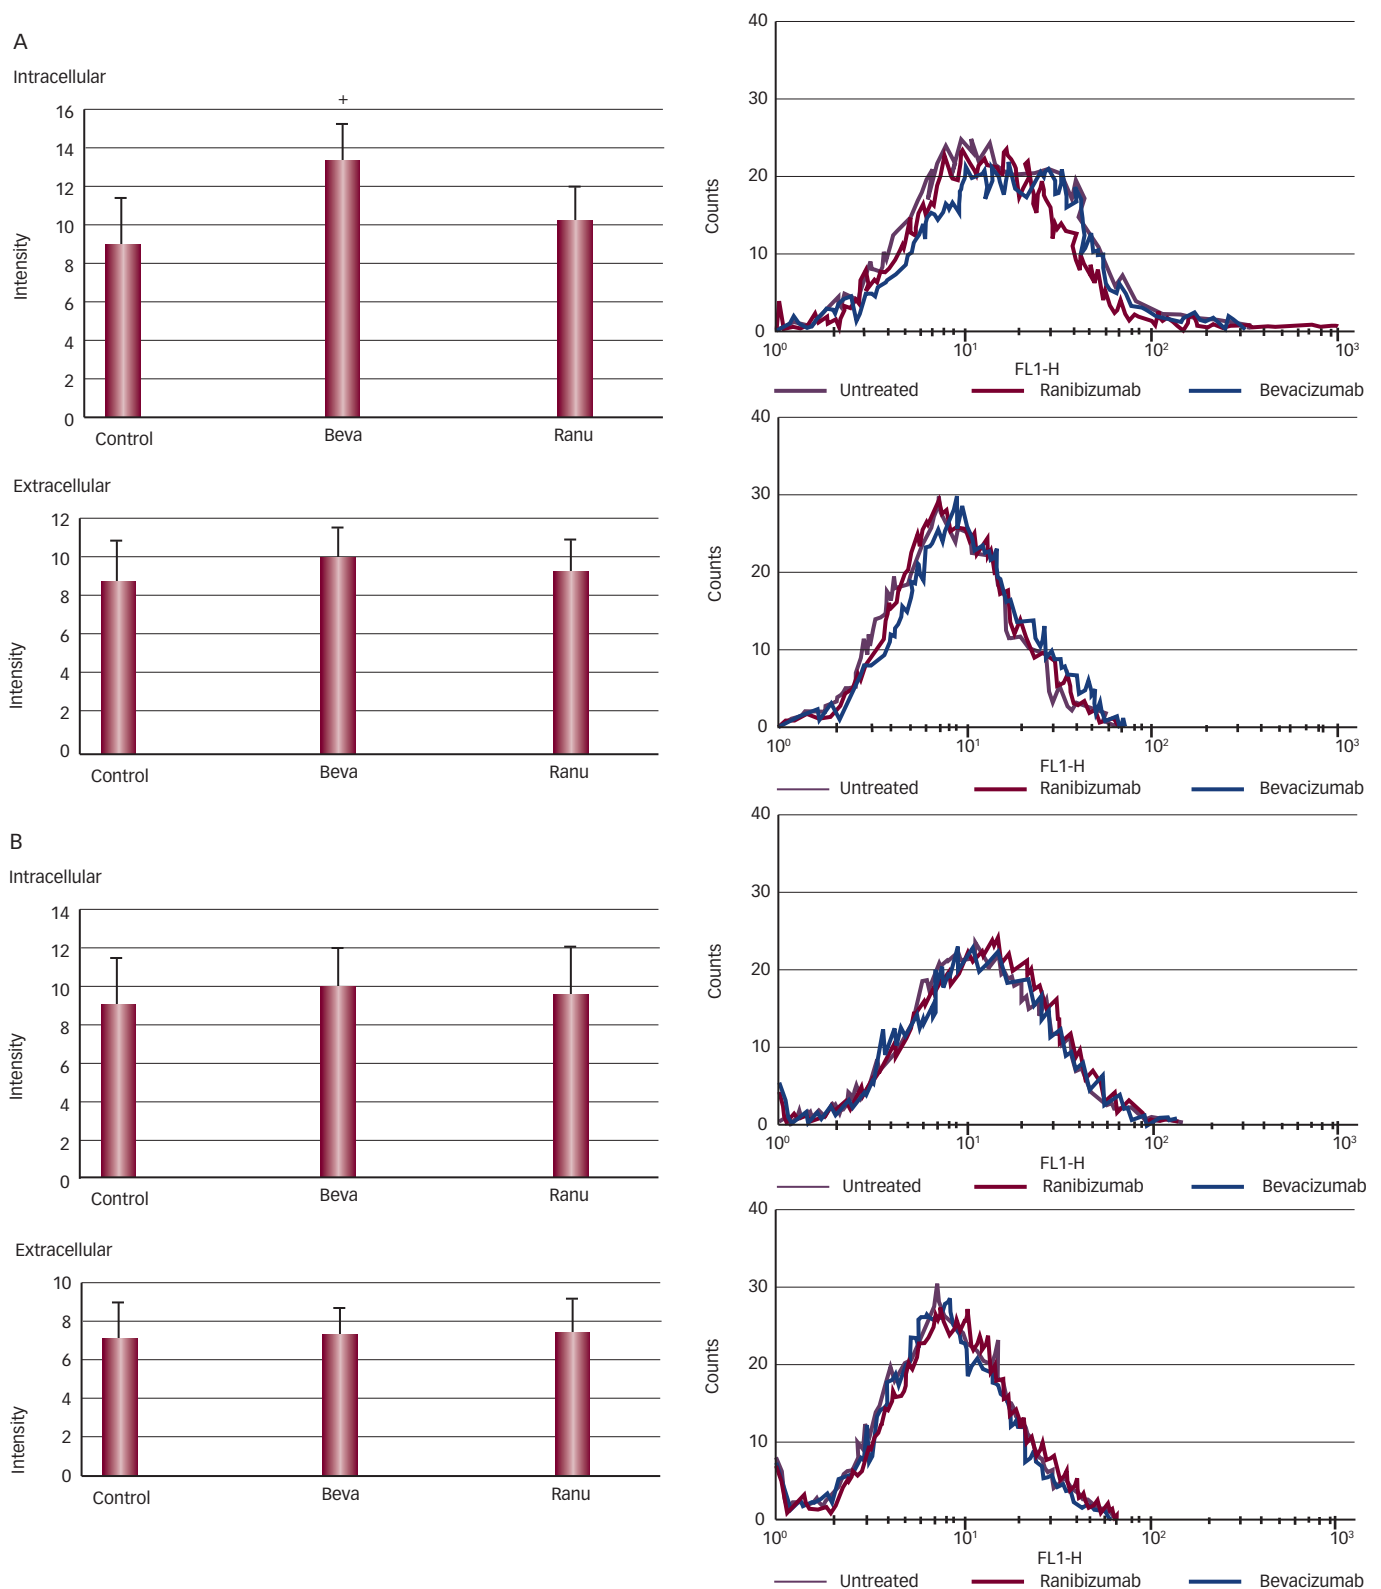 A
Intracellular
+
16
14
12
10
8
6
4
2
0
Intensity
Control Beva Ranu
40
30
20
10
0
Counts
10⁰ 10¹ 10² 10³
FL1-H
Untreated Ranibizumab Bevacizumab
Extracellular
12
10
8
6
4
2
0
Intensity
Control Beva Ranu
40
30
20
10
0
Counts
10⁰ 10¹ 10² 10³
FL1-H
Untreated Ranibizumab Bevacizumab
B
Intracellular
14
12
10
8
6
4
2
0
Intensity
Control Beva Ranu
40
30
20
10
0
Counts
10⁰ 10¹ 10² 10³
FL1-H
Untreated Ranibizumab Bevacizumab
Extracellular
10
8
6
4
2
0
Intensity
Control Beva Ranu
40
30
20
10
0
Counts
10⁰ 10¹ 10² 10³
FL1-H
Untreated Ranibizumab Bevacizumab